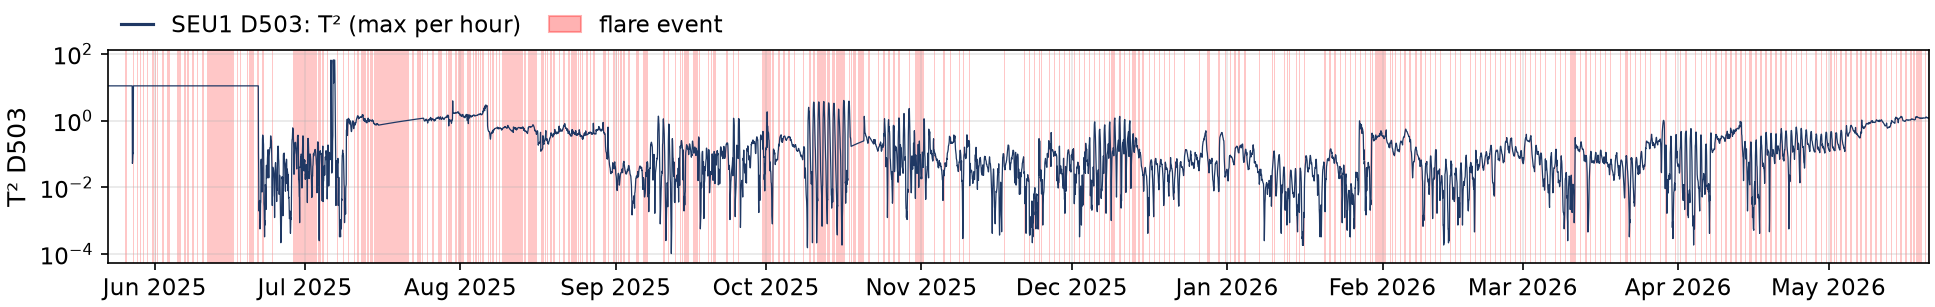 SEU1 D503: T² (max per hour) flare event
10²
10⁰
10⁻²
10⁻⁴
T² D503
Jun 2025 Jul 2025 Aug 2025 Sep 2025 Oct 2025 Nov 2025 Dec 2025 Jan 2026 Feb 2026 Mar 2026 Apr 2026 May 2026